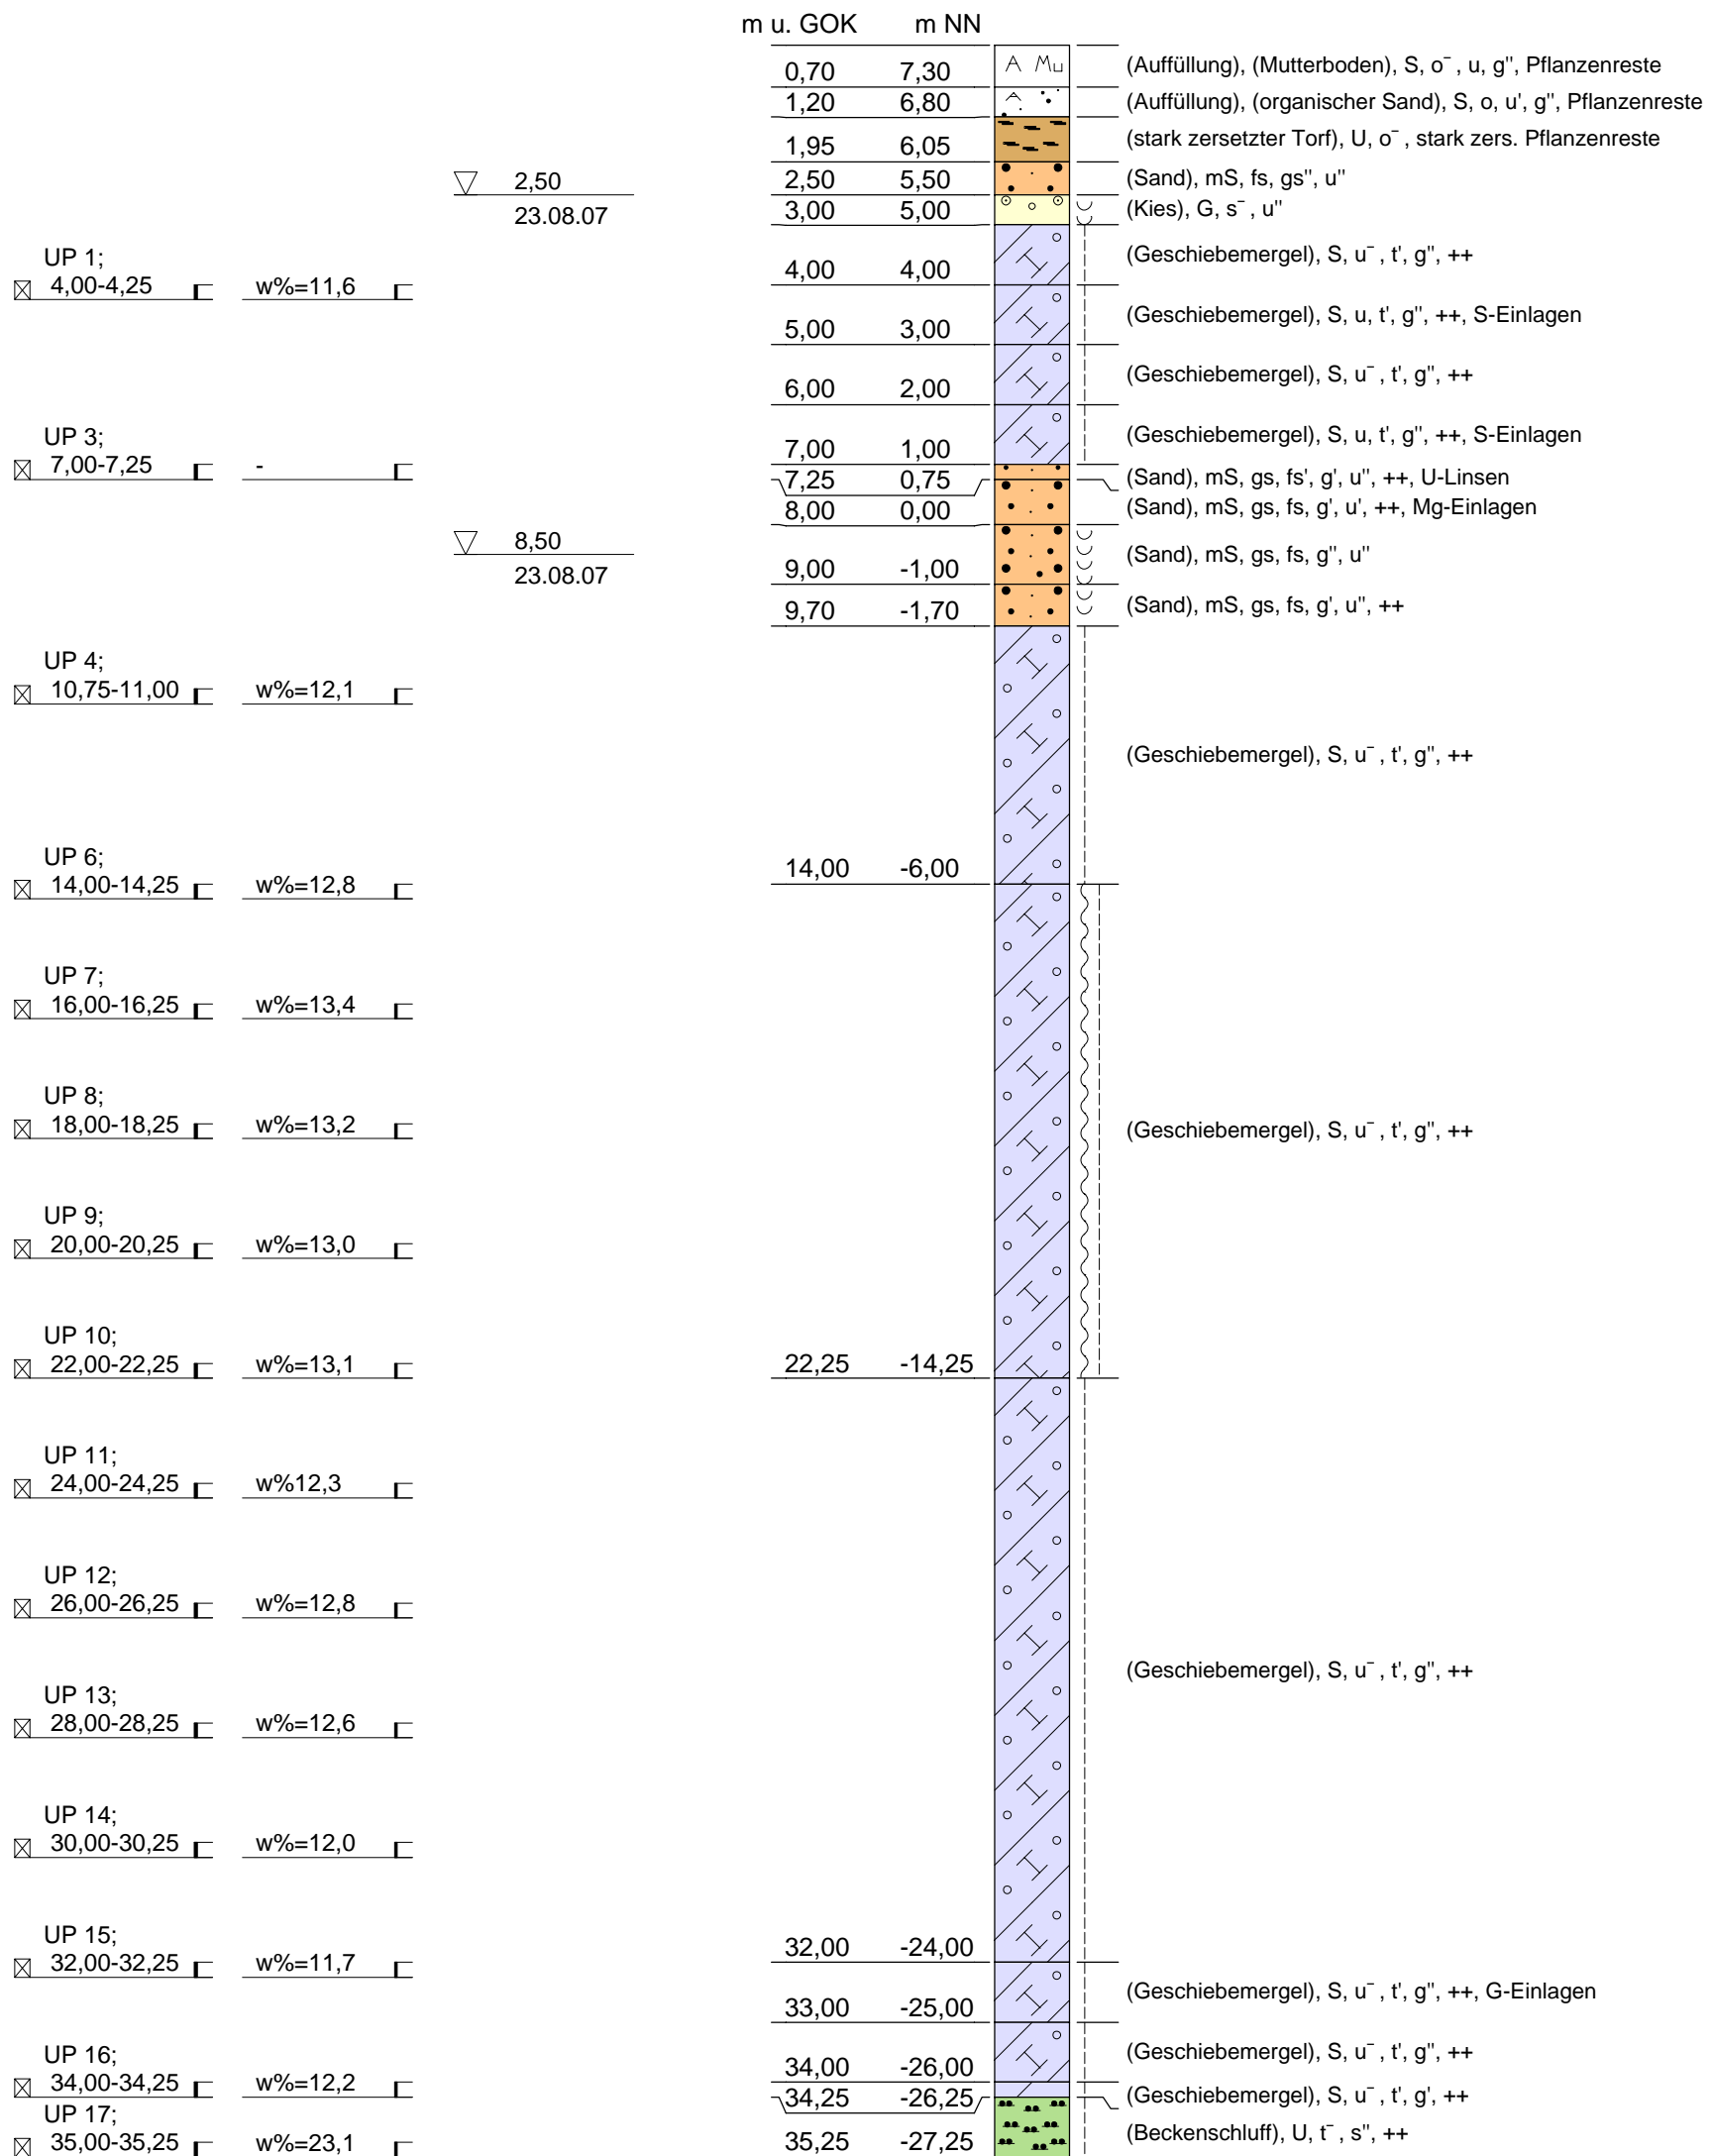 m u. GOK m NN
0,70 7,30 A Mu (Auffüllung), (Mutterboden), S, o¯, u, g'', Pflanzenreste
1,20 6,80 A (Auffüllung), (organischer Sand), S, o, u', g'', Pflanzenreste
1,95 6,05 (stark zersetzter Torf), U, o¯, stark zers. Pflanzenreste
2,50
23.08.07
2,50 5,50 (Sand), mS, fs, gs'', u''
3,00 5,00 (Kies), G, s¯, u''
UP 1;
4,00-4,25 w%=11,6
4,00 4,00 (Geschiebemergel), S, u¯, t', g'', ++
5,00 3,00 (Geschiebemergel), S, u, t', g'', ++, S-Einlagen
6,00 2,00 (Geschiebemergel), S, u¯, t', g'', ++
7,00 1,00 (Geschiebemergel), S, u, t', g'', ++, S-Einlagen
UP 3;
7,00-7,25 -
7,25 0,75 (Sand), mS, gs, fs', g', u'', ++, U-Linsen
8,00 0,00 (Sand), mS, gs, fs, g', u', ++, Mg-Einlagen
8,50
23.08.07
9,00 -1,00 (Sand), mS, gs, fs, g'', u''
9,70 -1,70 (Sand), mS, gs, fs, g', u'', ++
UP 4;
10,75-11,00 w%=12,1
14,00 -6,00 (Geschiebemergel), S, u¯, t', g'', ++
UP 6;
14,00-14,25 w%=12,8
UP 7;
16,00-16,25 w%=13,4
UP 8;
18,00-18,25 w%=13,2
(Geschiebemergel), S, u¯, t', g'', ++
UP 9;
20,00-20,25 w%=13,0
UP 10;
22,00-22,25 w%=13,1
22,25 -14,25
UP 11;
24,00-24,25 w%12,3
UP 12;
26,00-26,25 w%=12,8
(Geschiebemergel), S, u¯, t', g'', ++
UP 13;
28,00-28,25 w%=12,6
UP 14;
30,00-30,25 w%=12,0
UP 15;
32,00-32,25 w%=11,7
32,00 -24,00
33,00 -25,00 (Geschiebemergel), S, u¯, t', g'', ++, G-Einlagen
34,00 -26,00 (Geschiebemergel), S, u¯, t', g'', ++
UP 16;
34,00-34,25 w%=12,2
34,25 -26,25 (Geschiebemergel), S, u¯, t', g', ++
UP 17;
35,00-35,25 w%=23,1
35,25 -27,25 (Beckenschluff), U, t¯, s'', ++